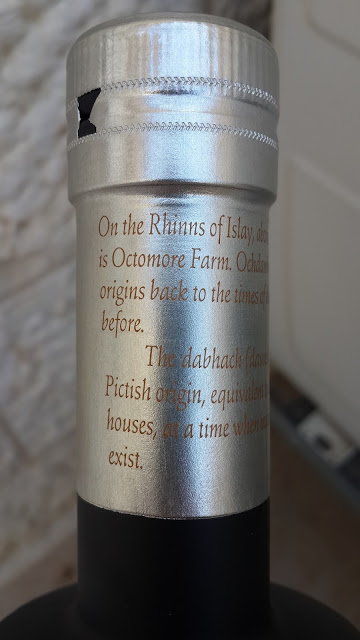 On the Rhinns of Islay,
is Octomore Farm.
origins back to the times of
before.
The dabhach
Pictish origin, equivalent
houses, at a time when
exist.